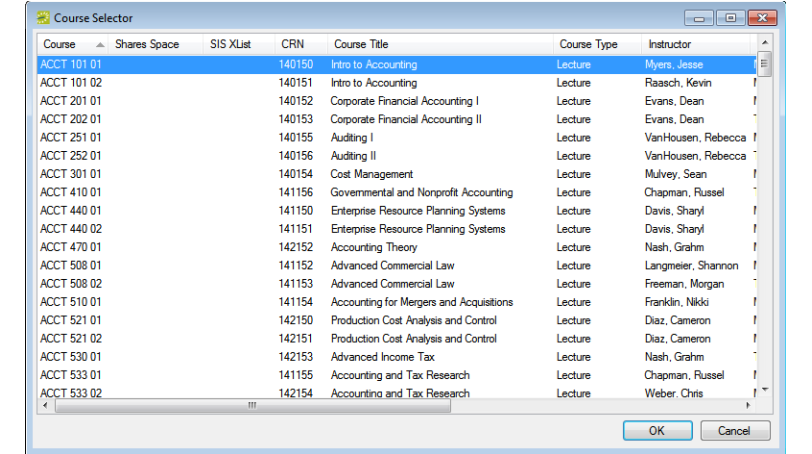 Course Selector
Course Shares Space SIS XList CRN Course Title Course Type Instructor
ACCT 101 01 140150 Intro to Accounting Lecture Myers, Jesse
ACCT 101 02 140151 Intro to Accounting Lecture Raasch, Kevin
ACCT 201 01 140152 Corporate Financial Accounting I Lecture Evans, Dean
ACCT 202 01 140153 Corporate Financial Accounting II Lecture Evans, Dean
ACCT 251 01 140155 Auditing I Lecture VanHousen, Rebecca
ACCT 252 01 140156 Auditing II Lecture VanHousen, Rebecca
ACCT 301 01 140154 Cost Management Lecture Mulvey, Sean
ACCT 410 01 141156 Governmental and Nonprofit Accounting Lecture Chapman, Russel
ACCT 440 01 141150 Enterprise Resource Planning Systems Lecture Davis, Sharyl
ACCT 440 02 141151 Enterprise Resource Planning Systems Lecture Davis, Sharyl
ACCT 470 01 142152 Accounting Theory Lecture Nash, Grahm
ACCT 508 01 141152 Advanced Commercial Law Lecture Langmeier, Shannon
ACCT 508 02 141153 Advanced Commercial Law Lecture Freeman, Morgan
ACCT 510 01 141154 Accounting for Mergers and Acquisitions Lecture Franklin, Nikki
ACCT 521 01 142150 Production Cost Analysis and Control Lecture Diaz, Cameron
ACCT 521 02 142151 Production Cost Analysis and Control Lecture Diaz, Cameron
ACCT 530 01 142153 Advanced Income Tax Lecture Nash, Grahm
ACCT 533 01 141155 Accounting and Tax Research Lecture Chapman, Russel
ACCT 533 02 142154 Accounting and Tax Research Lecture Weber, Chris
OK Cancel